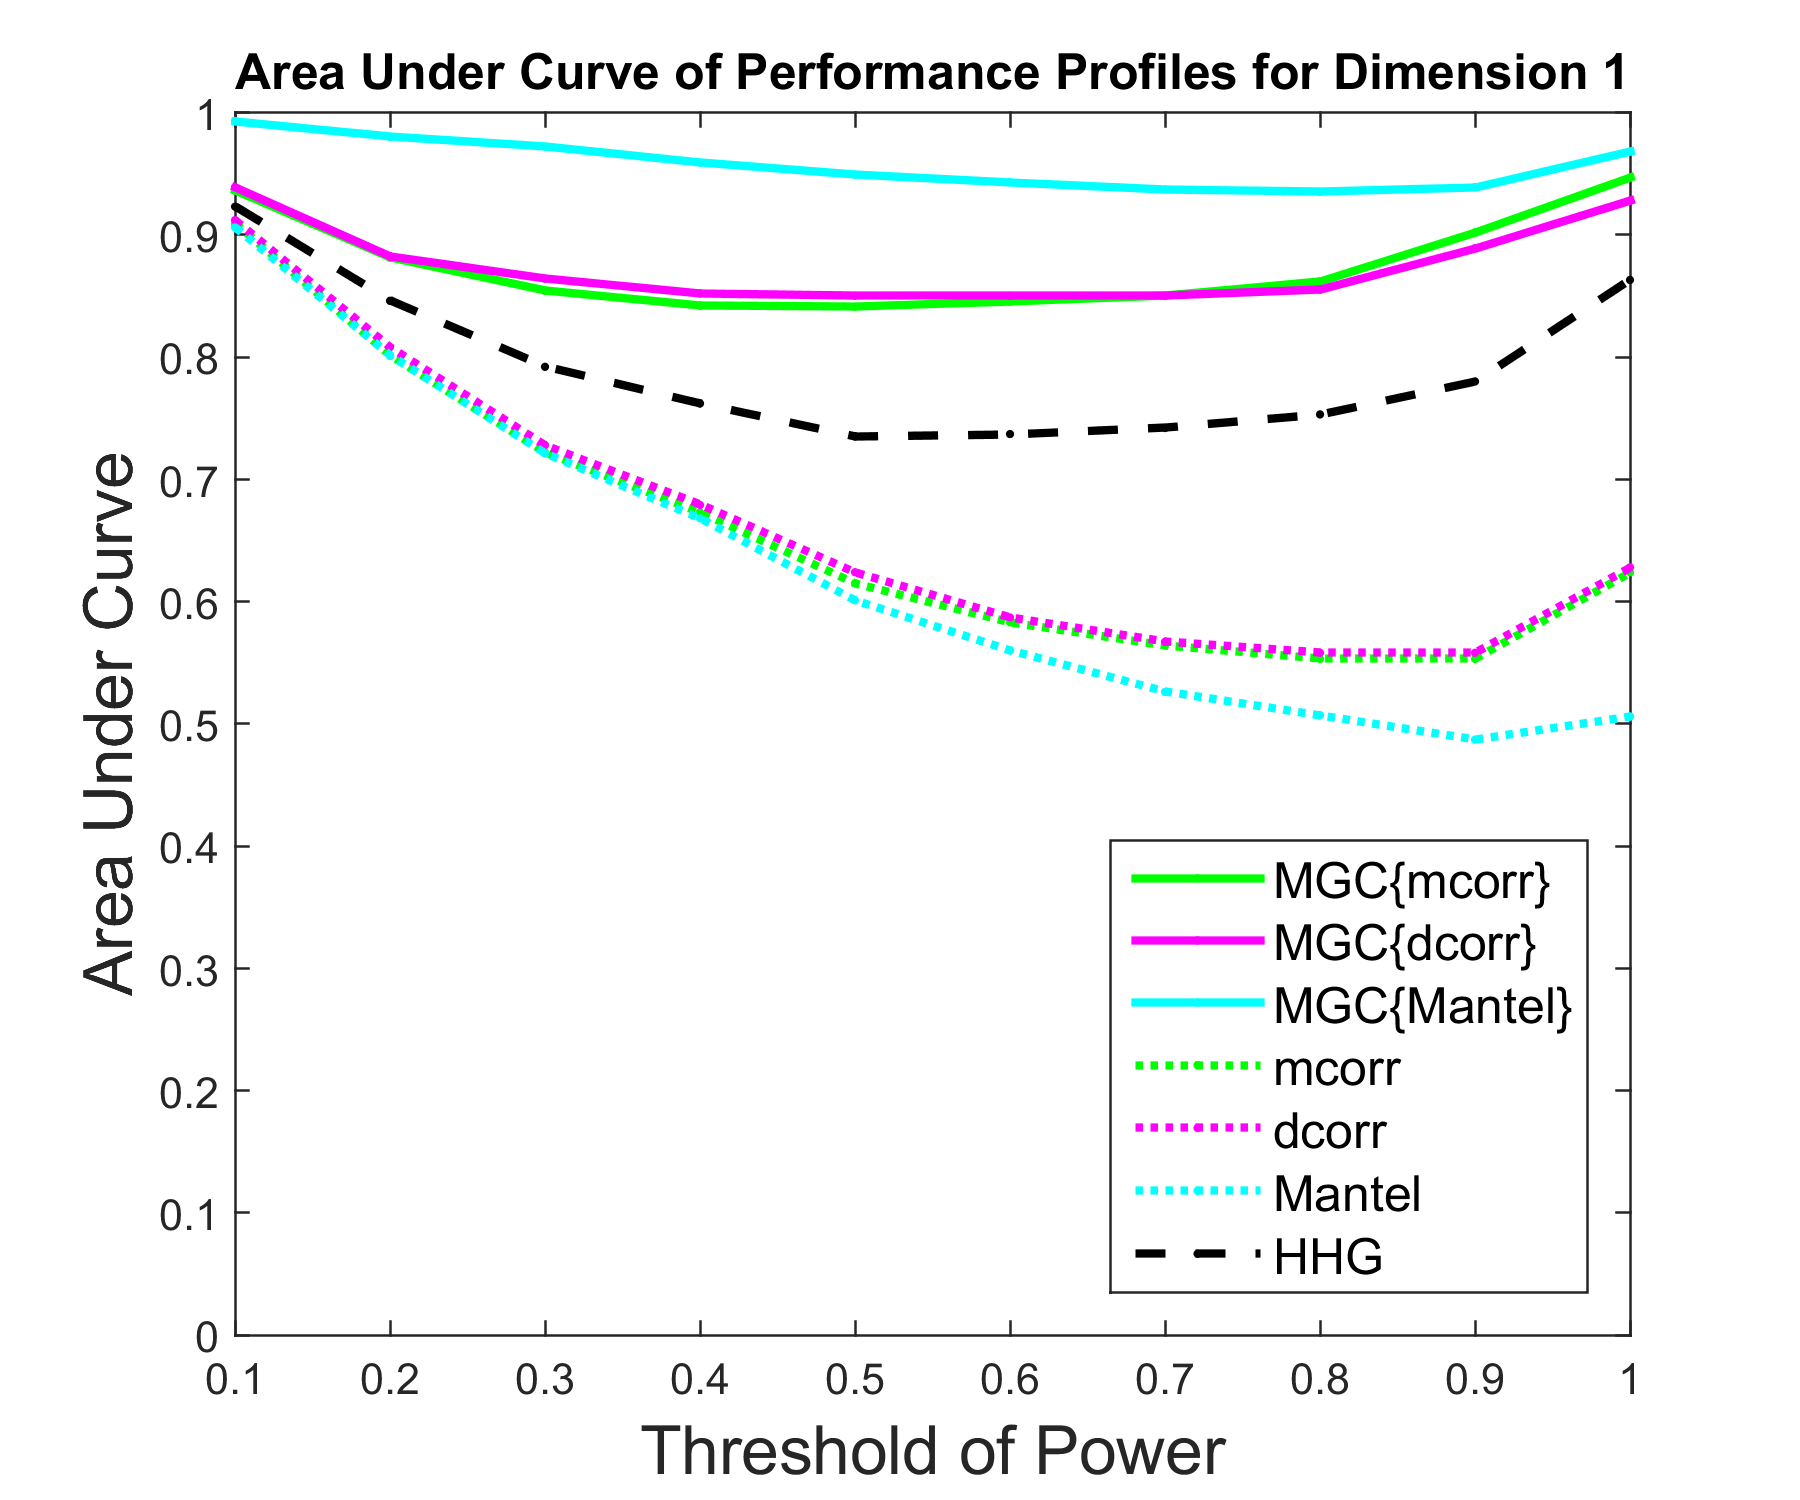 Area Under Curve of Performance Profiles for Dimension 1
1
0.9
0.8
0.7
0.6
0.5
0.4
0.3
0.2
0.1
0
Area Under Curve
MGC{mcorr}
MGC{dcorr}
MGC{Mantel}
mcorr
dcorr
Mantel
HHG
0.1 0.2 0.3 0.4 0.5 0.6 0.7 0.8 0.9 1
Threshold of Power